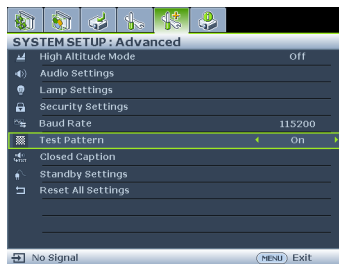 SYSTEM SETUP : Advanced
High Altitude Mode Off
Audio Settings
Lamp Settings
Security Settings
Baud Rate 115200
Test Pattern On
Closed Caption
Standby Settings
Reset All Settings
No Signal MENU Exit